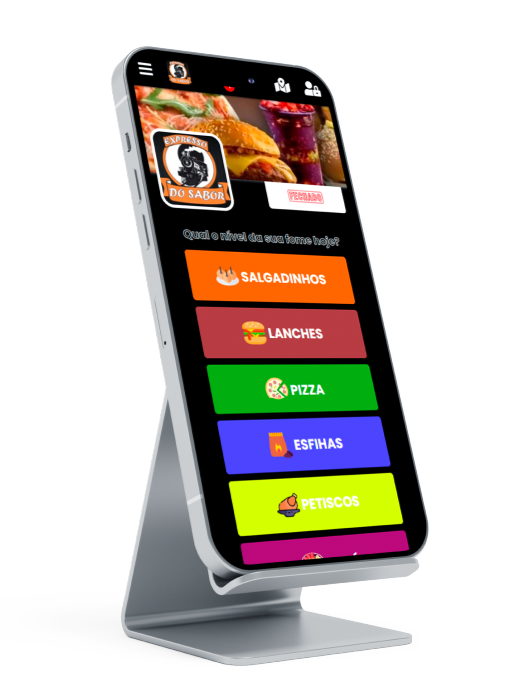 EXPRESSO
DO SABOR
FECHADO
Qual o nível da sua fome hoje?
SALGADINHOS
LANCHES
PIZZA
ESFIHAS
PETISCOS